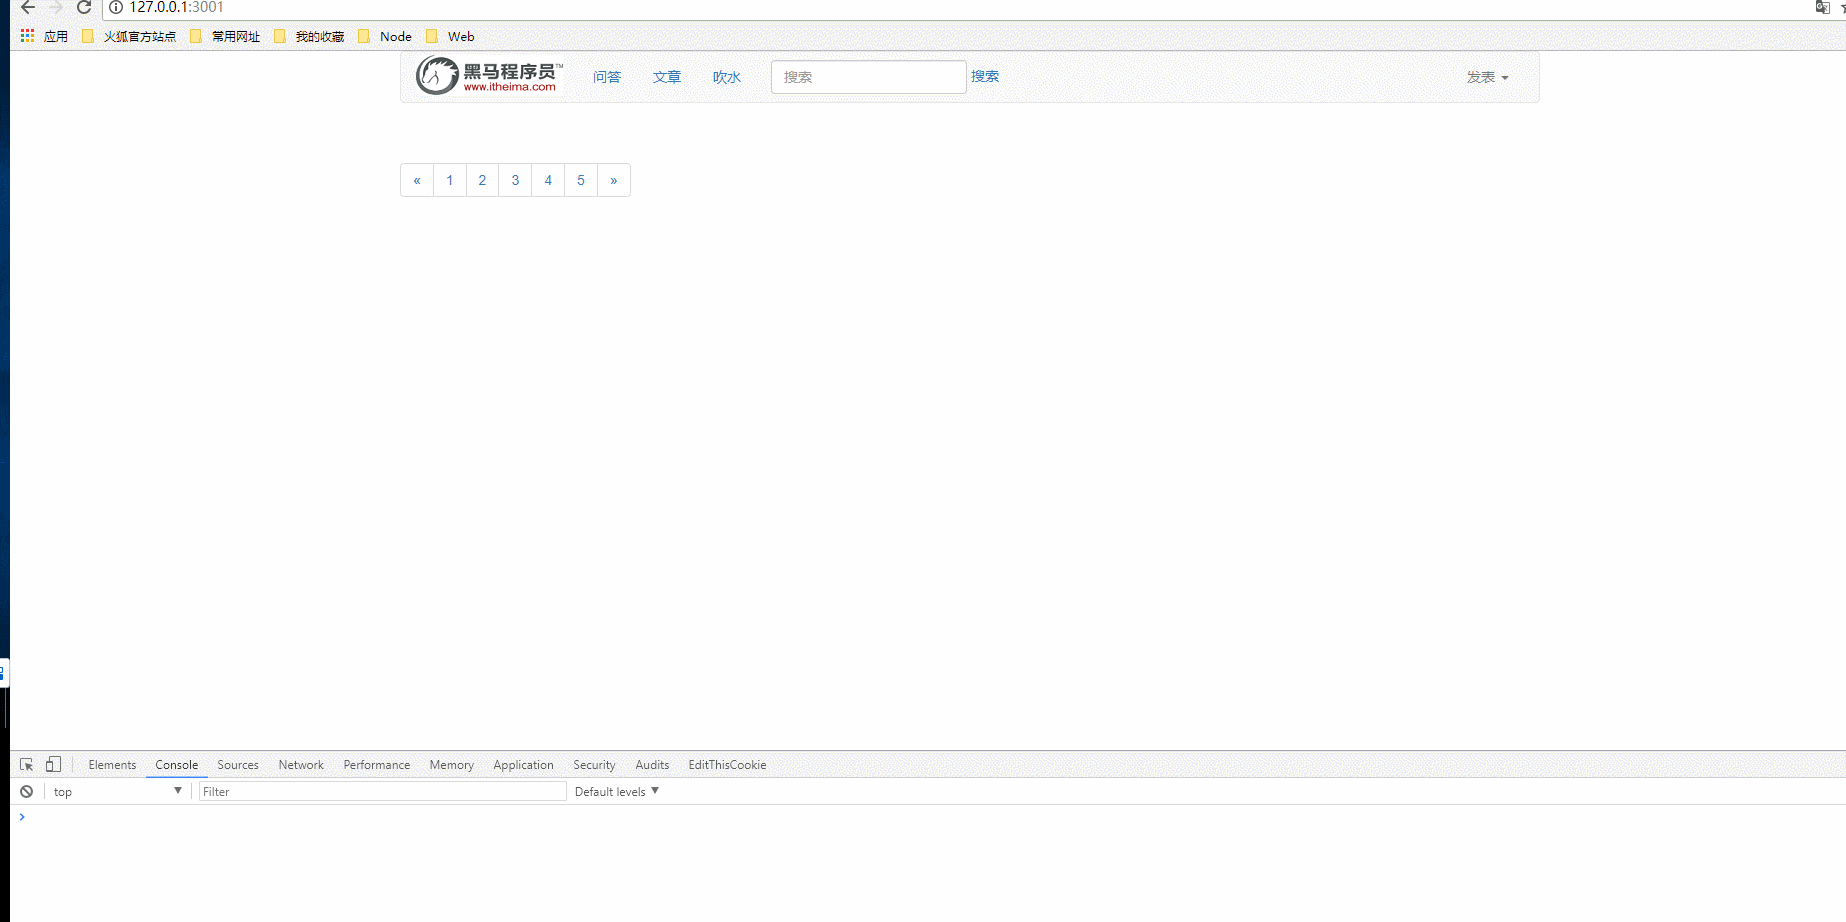 127.0.0.1:3001
应用 火狐官方站点 常用网址 我的收藏 Node Web
黑马程序员™
www.itheima.com
问答 文章 吹水 搜索 搜索 发表
« 1 2 3 4 5 »
Elements Console Sources Network Performance Memory Application Security Audits EditThisCookie
top Filter Default levels